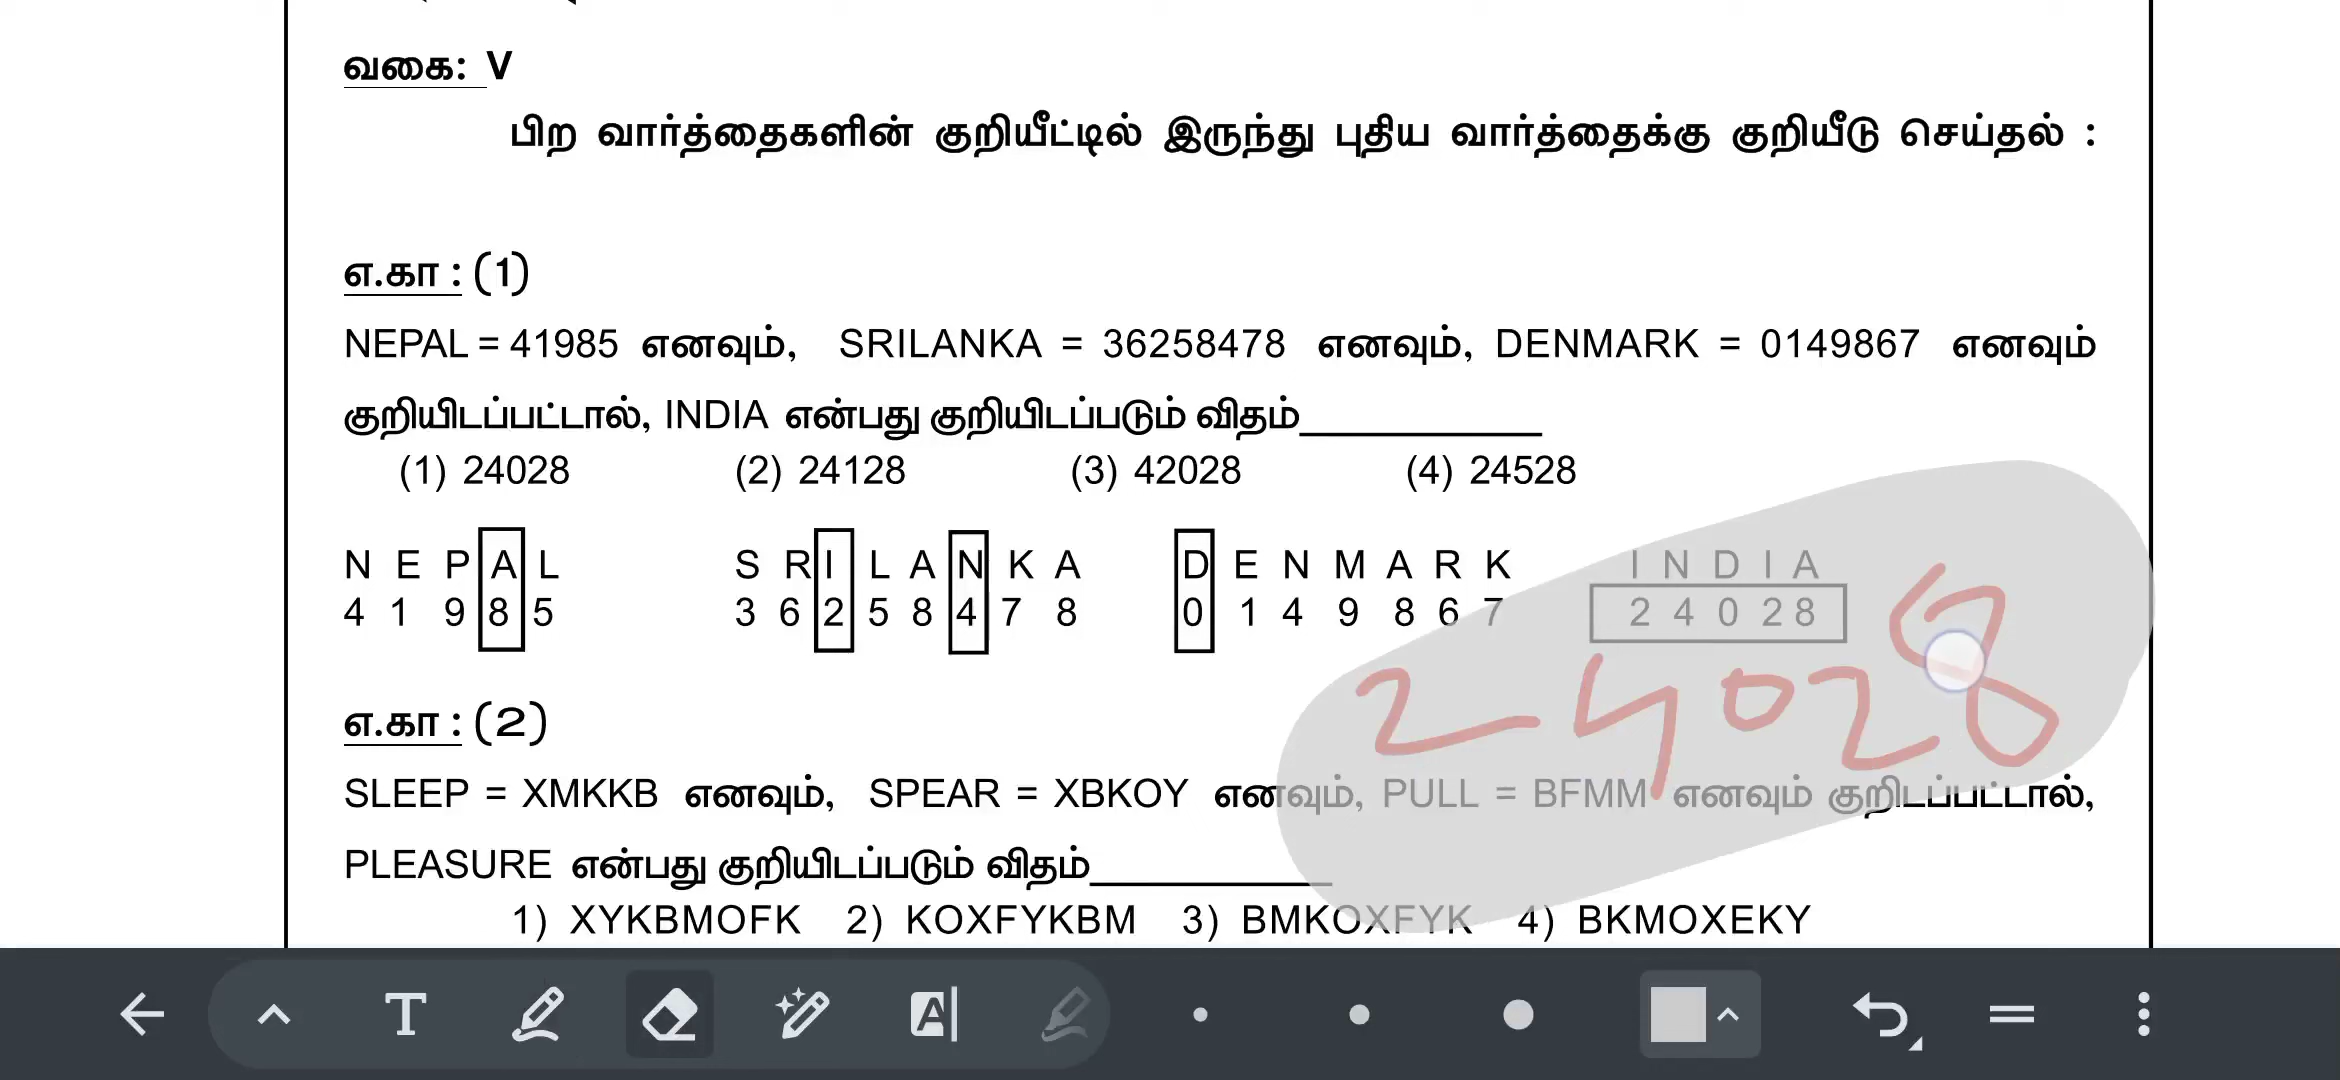 வகை: V
பிற வார்த்தைகளின் குறியீட்டில் இருந்து புதிய வார்த்தைக்கு குறியீடு செய்தல் :
எ.கா : (1)
NEPAL = 41985 எனவும், SRILANKA = 36258478 எனவும், DENMARK = 0149867 எனவும்
குறியிடப்பட்டால், INDIA என்பது குறியிடப்படும் விதம்____________
(1) 24028 (2) 24128 (3) 42028 (4) 24528
N E P A L S R I L A N K A D E N M A R K I N D I A
4 1 9 8 5 3 6 2 5 8 4 7 8 0 1 4 9 8 6 7 2 4 0 2 8
24028
எ.கா : (2)
SLEEP = XMKKB எனவும், SPEAR = XBKOY எனவும், PULL = BFMM எனவும் குறிடப்பட்டால்,
PLEASURE என்பது குறியிடப்படும் விதம்____________
1) XYKBMOFK 2) KOXFYKBM 3) BMKOXFYK 4) BKMOXEKY
T
A